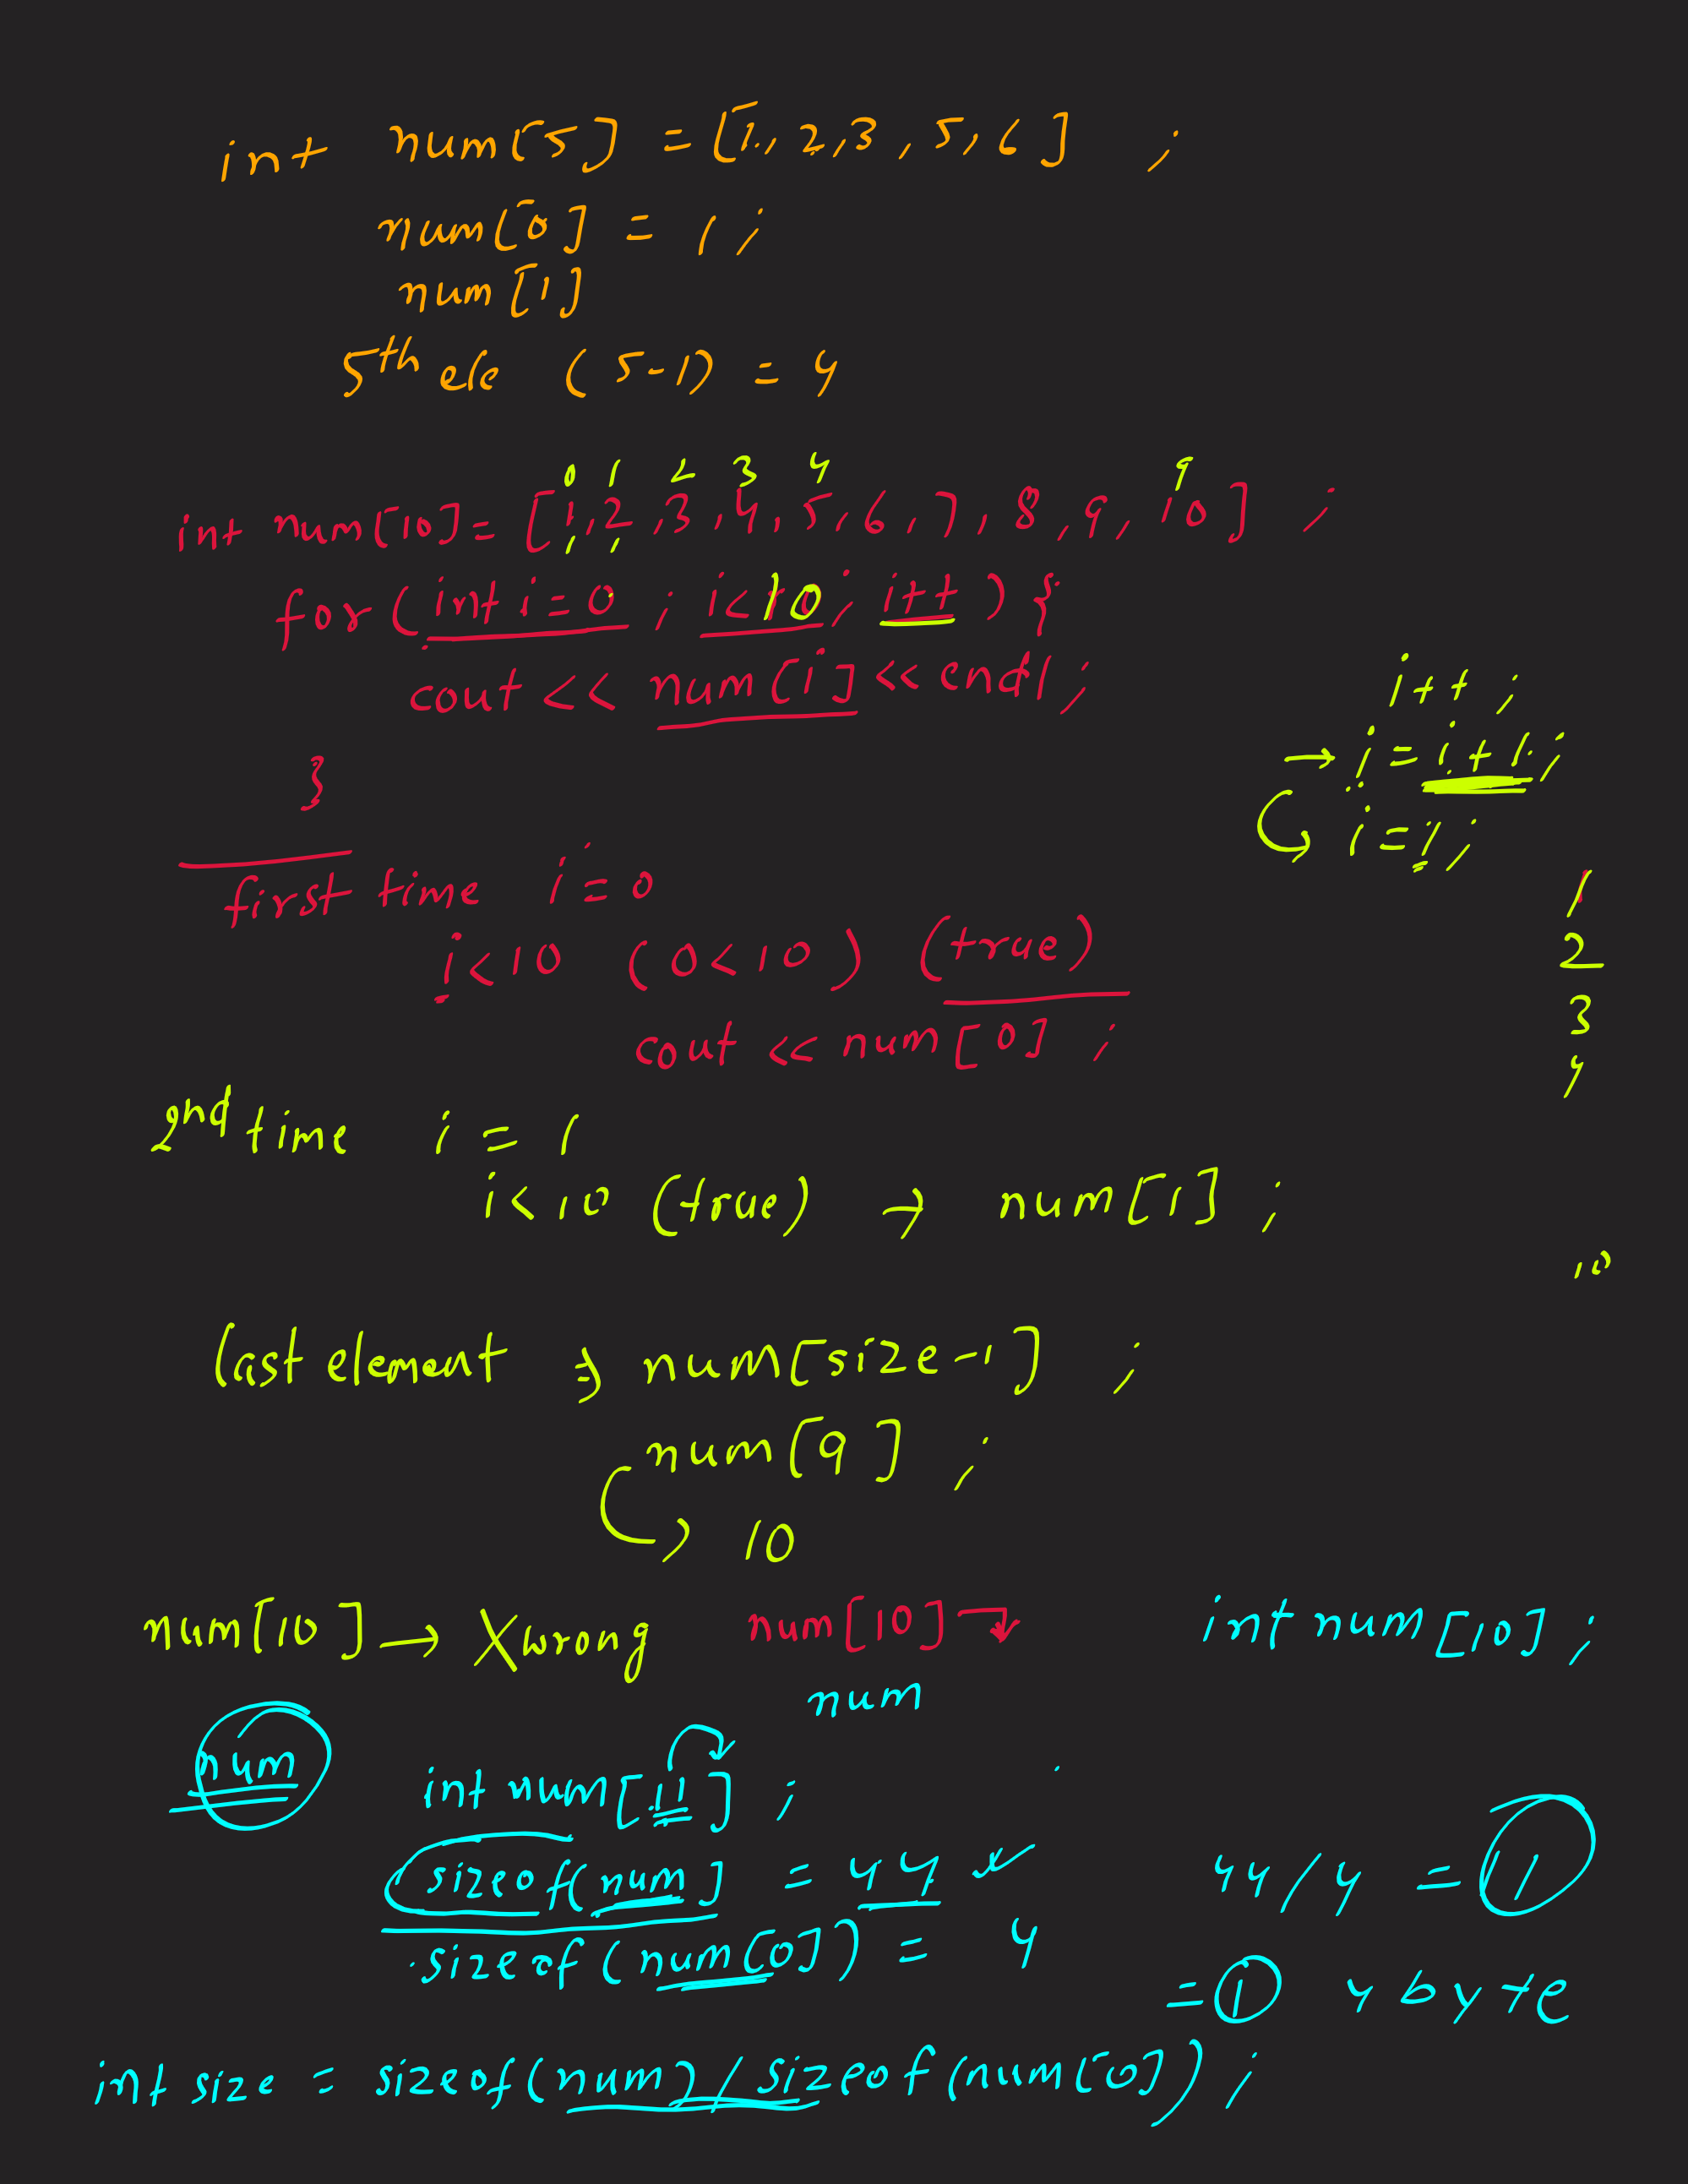 int num[5] = [1, 2, 3, 5, 6] ;
num[0] = 1 ;
num[1]
5th ele (5-1) = 4
0 1 2 3 4 9
int num[10] = [1, 2, 3, 4, 5, 6, 7, 8, 9, 10] ;
for (int i=0 ; i<10 ; i++) {
cout << num[i] << endl ;
}
i++ ;
→ i = i+1 ;
i = 1 ;
first time i=0
i<10 (0<10) (true)
cout << num[0] ;
1
2
3
4
10
2nd time i = 1
i<10 (true) → num[1] ;
last element ⇒ num[size-1] ;
num[9] ;
10
num[10] → X wrong
num[10] →
num
int num[10] ;
num
int num[11] ;
sizeof(num] = 44
sizeof(num[0]) = 4
44/4 = 11
= 1 4 byte
int size = sizeof(num)/sizeof(num[0]) ;